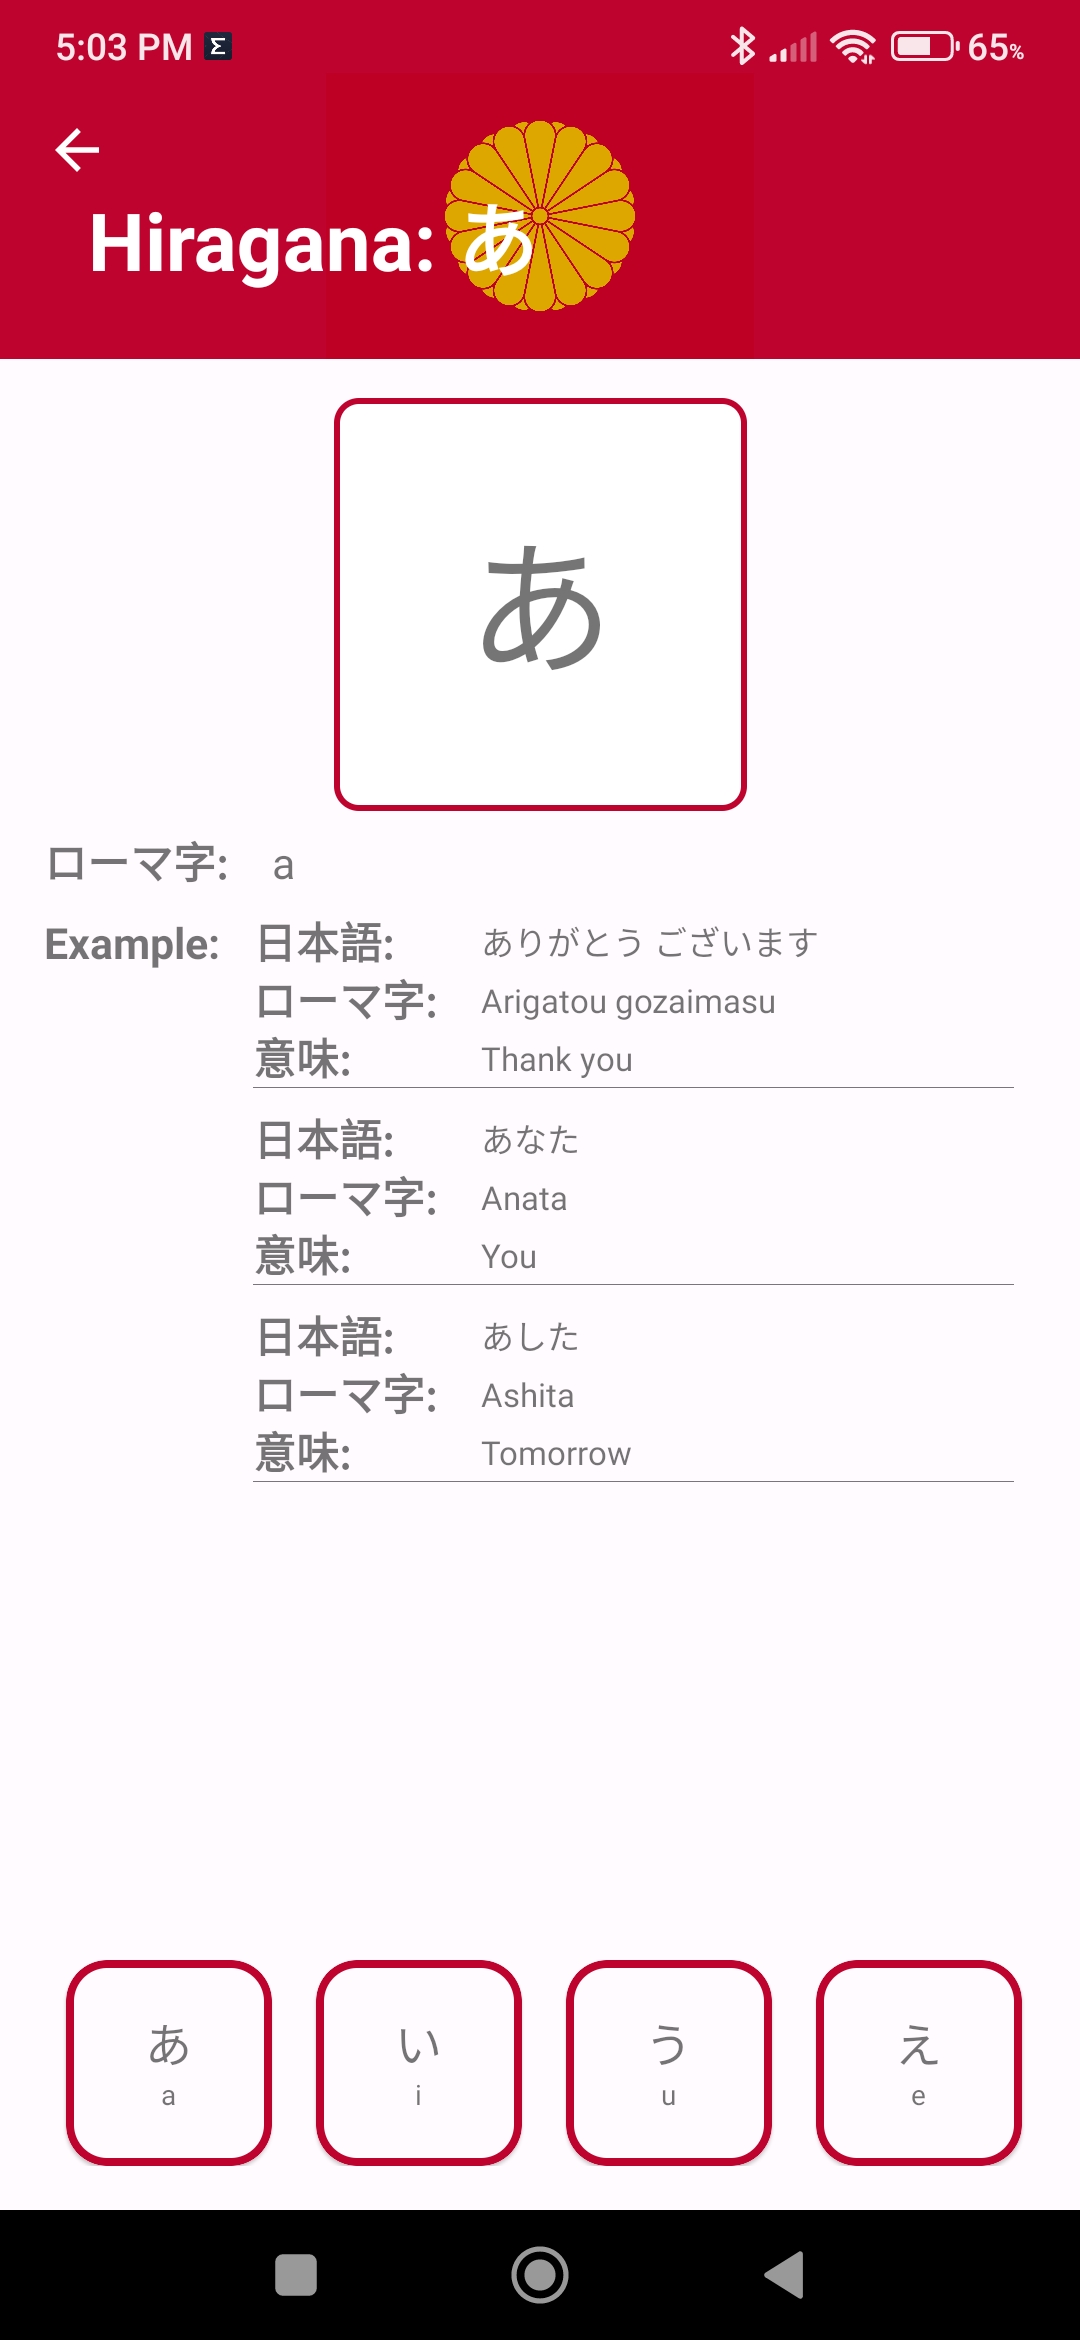 5:03 PM Σ 65%
Hiragana: あ
あ
ローマ字: a
Example: 日本語: ありがとう ございます
ローマ字: Arigatou gozaimasu
意味: Thank you
日本語: あなた
ローマ字: Anata
意味: You
日本語: あした
ローマ字: Ashita
意味: Tomorrow
あ い う え
a i u e